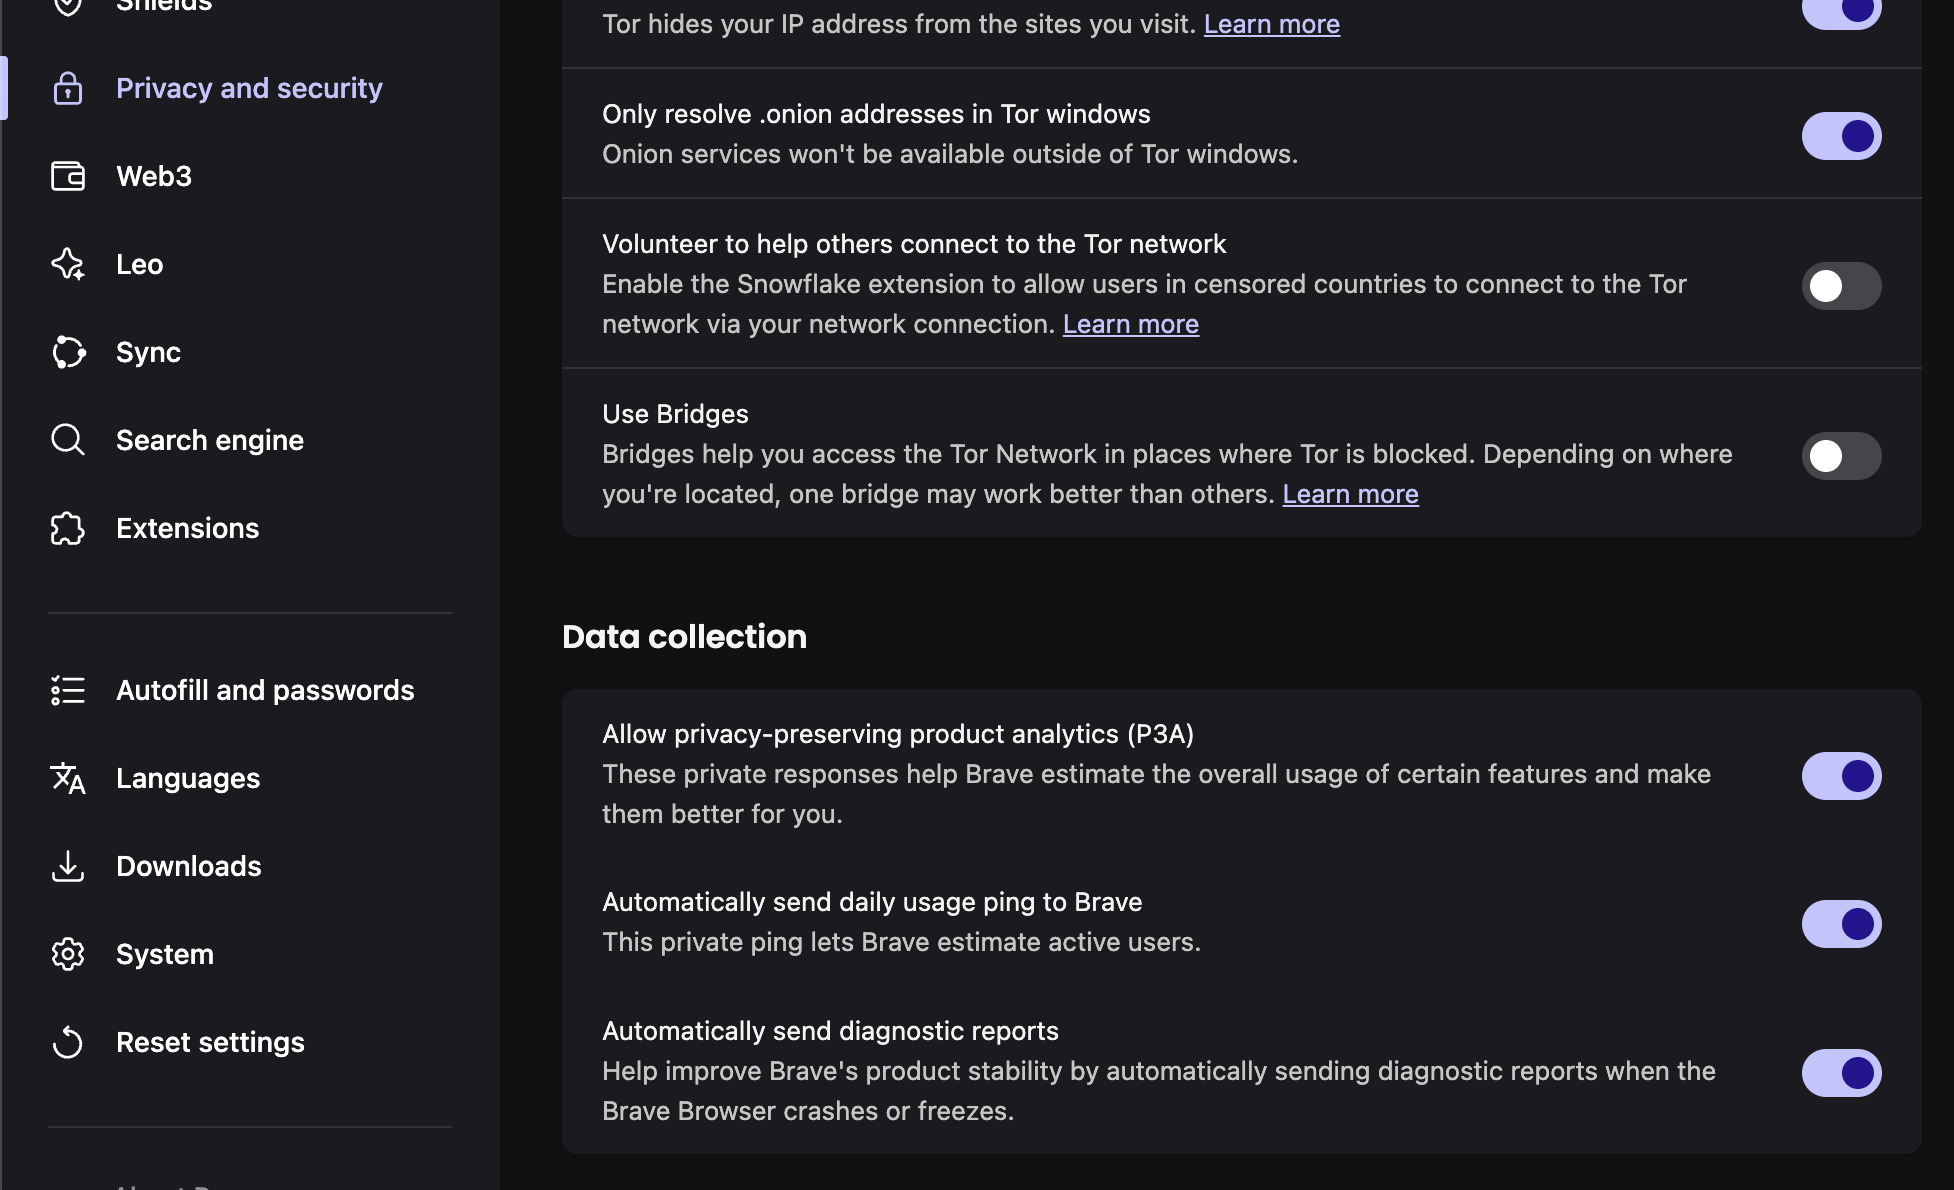 Shields
Privacy and security
Web3
Leo
Sync
Search engine
Extensions
Autofill and passwords
Languages
Downloads
System
Reset settings
Tor hides your IP address from the sites you visit. Learn more
Only resolve .onion addresses in Tor windows
Onion services won't be available outside of Tor windows.
Volunteer to help others connect to the Tor network
Enable the Snowflake extension to allow users in censored countries to connect to the Tor
network via your network connection. Learn more
Use Bridges
Bridges help you access the Tor Network in places where Tor is blocked. Depending on where
you're located, one bridge may work better than others. Learn more
Data collection
Allow privacy-preserving product analytics (P3A)
These private responses help Brave estimate the overall usage of certain features and make
them better for you.
Automatically send daily usage ping to Brave
This private ping lets Brave estimate active users.
Automatically send diagnostic reports
Help improve Brave's product stability by automatically sending diagnostic reports when the
Brave Browser crashes or freezes.